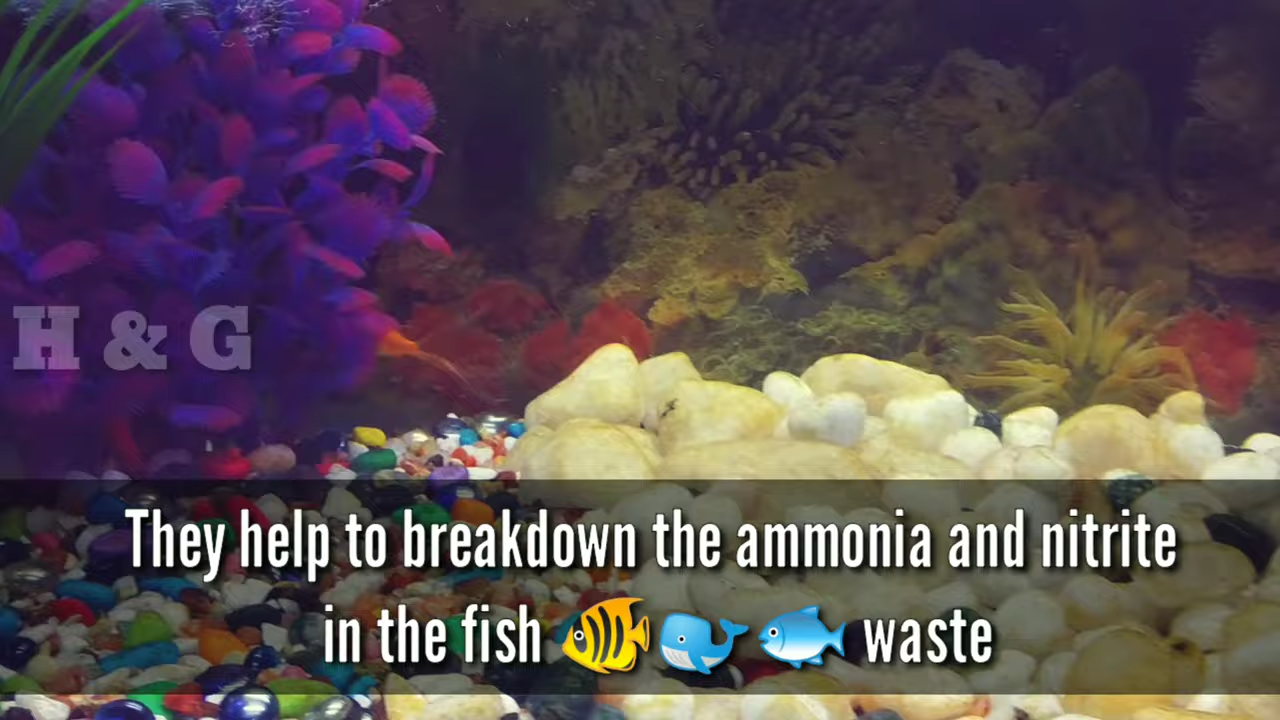 H & G
They help to breakdown the ammonia and nitrite
in the fish 🐠🐳🐟 waste